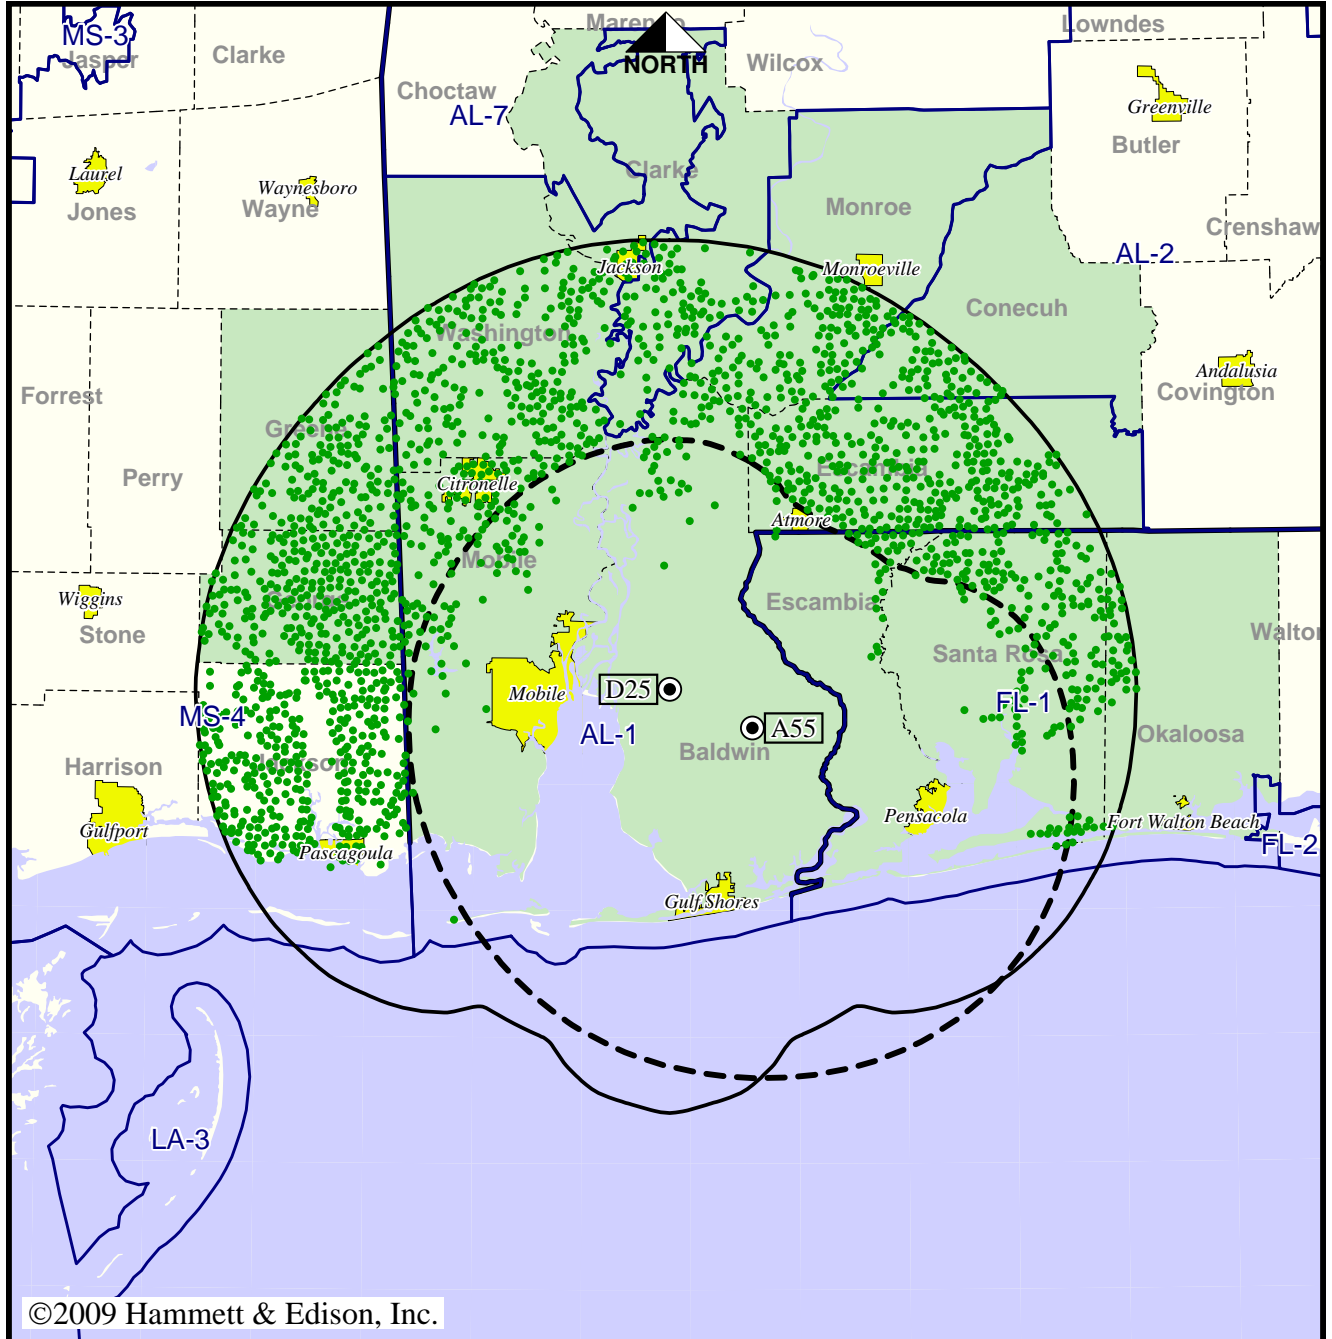 MS-3
Jasper
Clarke
Marengo
NORTH
Wilcox
Lowndes
Choctaw
AL-7
Greenville
Butler
Laurel
Jones
Waynesboro
Wayne
Clarke
Monroe
Crenshaw
AL-2
Jackson
Monroeville
Conecuh
Washington
Andalusia
Covington
Forrest
Greene
Perry
Citronelle
Escambia
Atmore
Mobile
Wiggins
Stone
George
Escambia
Walton
Santa Rosa
Mobile
D25
FL-1
MS-4
AL-1
A55
Baldwin
Okaloosa
Harrison
Jackson
Gulfport
Pensacola
Fort Walton Beach
Pascagoula
FL-2
Gulf Shores
LA-3
©2009 Hammett & Edison, Inc.